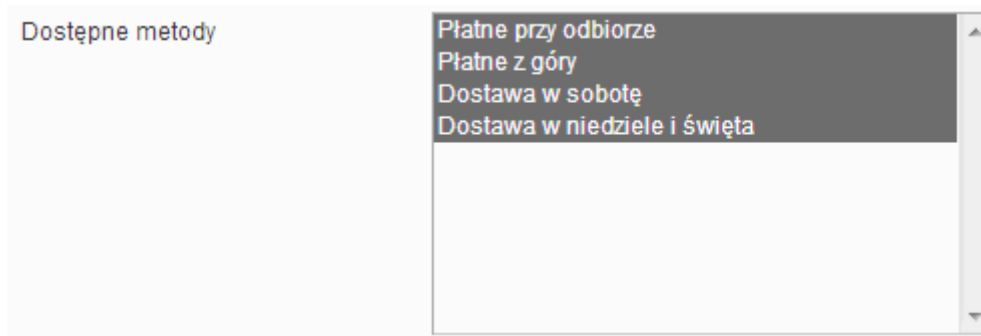 Dostępne metody
Płatne przy odbiorze
Płatne z góry
Dostawa w sobotę
Dostawa w niedziele i święta